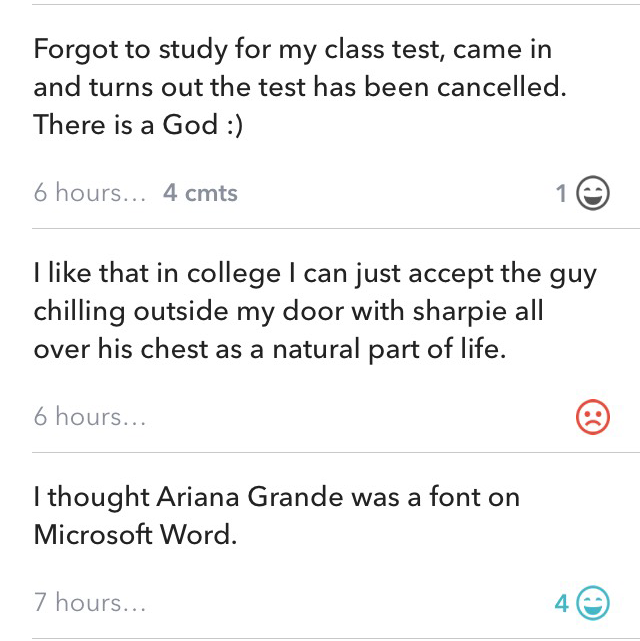 Forgot to study for my class test, came in
and turns out the test has been cancelled.
There is a God :)
6 hours... 4 cmts 1
I like that in college I can just accept the guy
chilling outside my door with sharpie all
over his chest as a natural part of life.
6 hours...
I thought Ariana Grande was a font on
Microsoft Word.
7 hours... 4